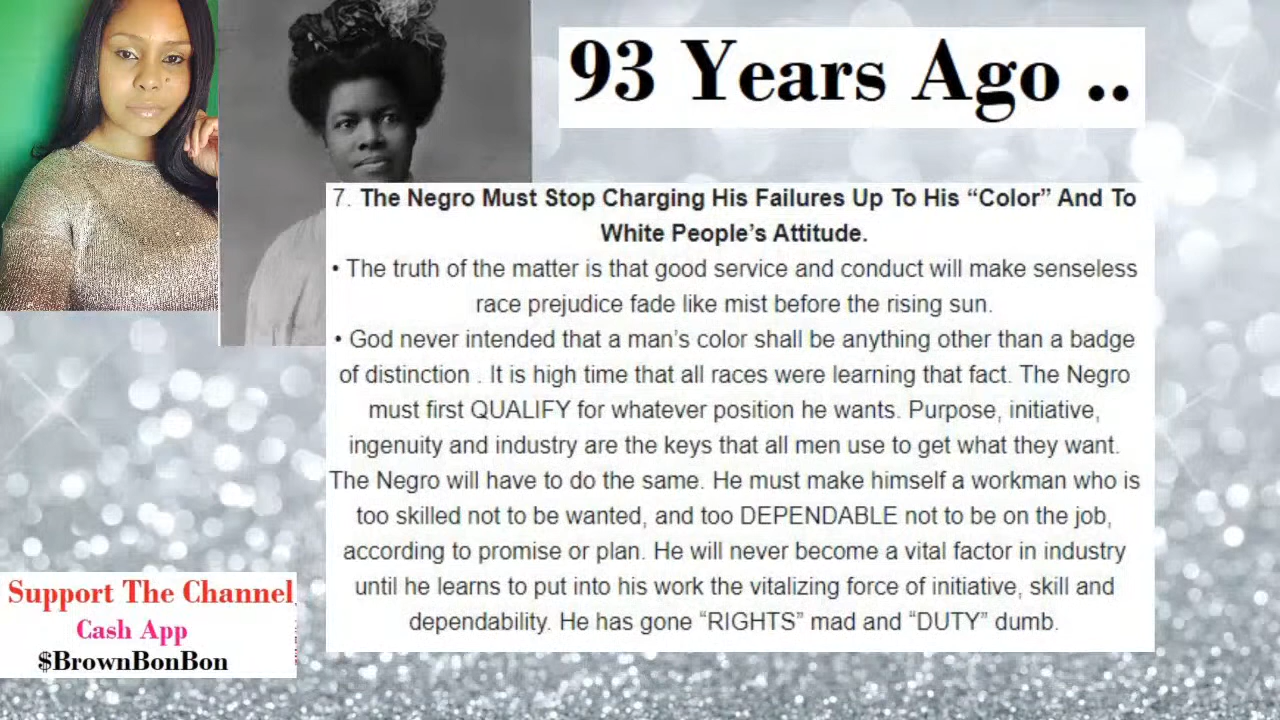 93 Years Ago ..
7. The Negro Must Stop Charging His Failures Up To His “Color” And To
White People’s Attitude.
• The truth of the matter is that good service and conduct will make senseless
race prejudice fade like mist before the rising sun.
• God never intended that a man’s color shall be anything other than a badge
of distinction . It is high time that all races were learning that fact. The Negro
must first QUALIFY for whatever position he wants. Purpose, initiative,
ingenuity and industry are the keys that all men use to get what they want.
The Negro will have to do the same. He must make himself a workman who is
too skilled not to be wanted, and too DEPENDABLE not to be on the job,
according to promise or plan. He will never become a vital factor in industry
until he learns to put into his work the vitalizing force of initiative, skill and
dependability. He has gone “RIGHTS” mad and “DUTY” dumb.
Support The Channel
Cash App
$BrownBonBon